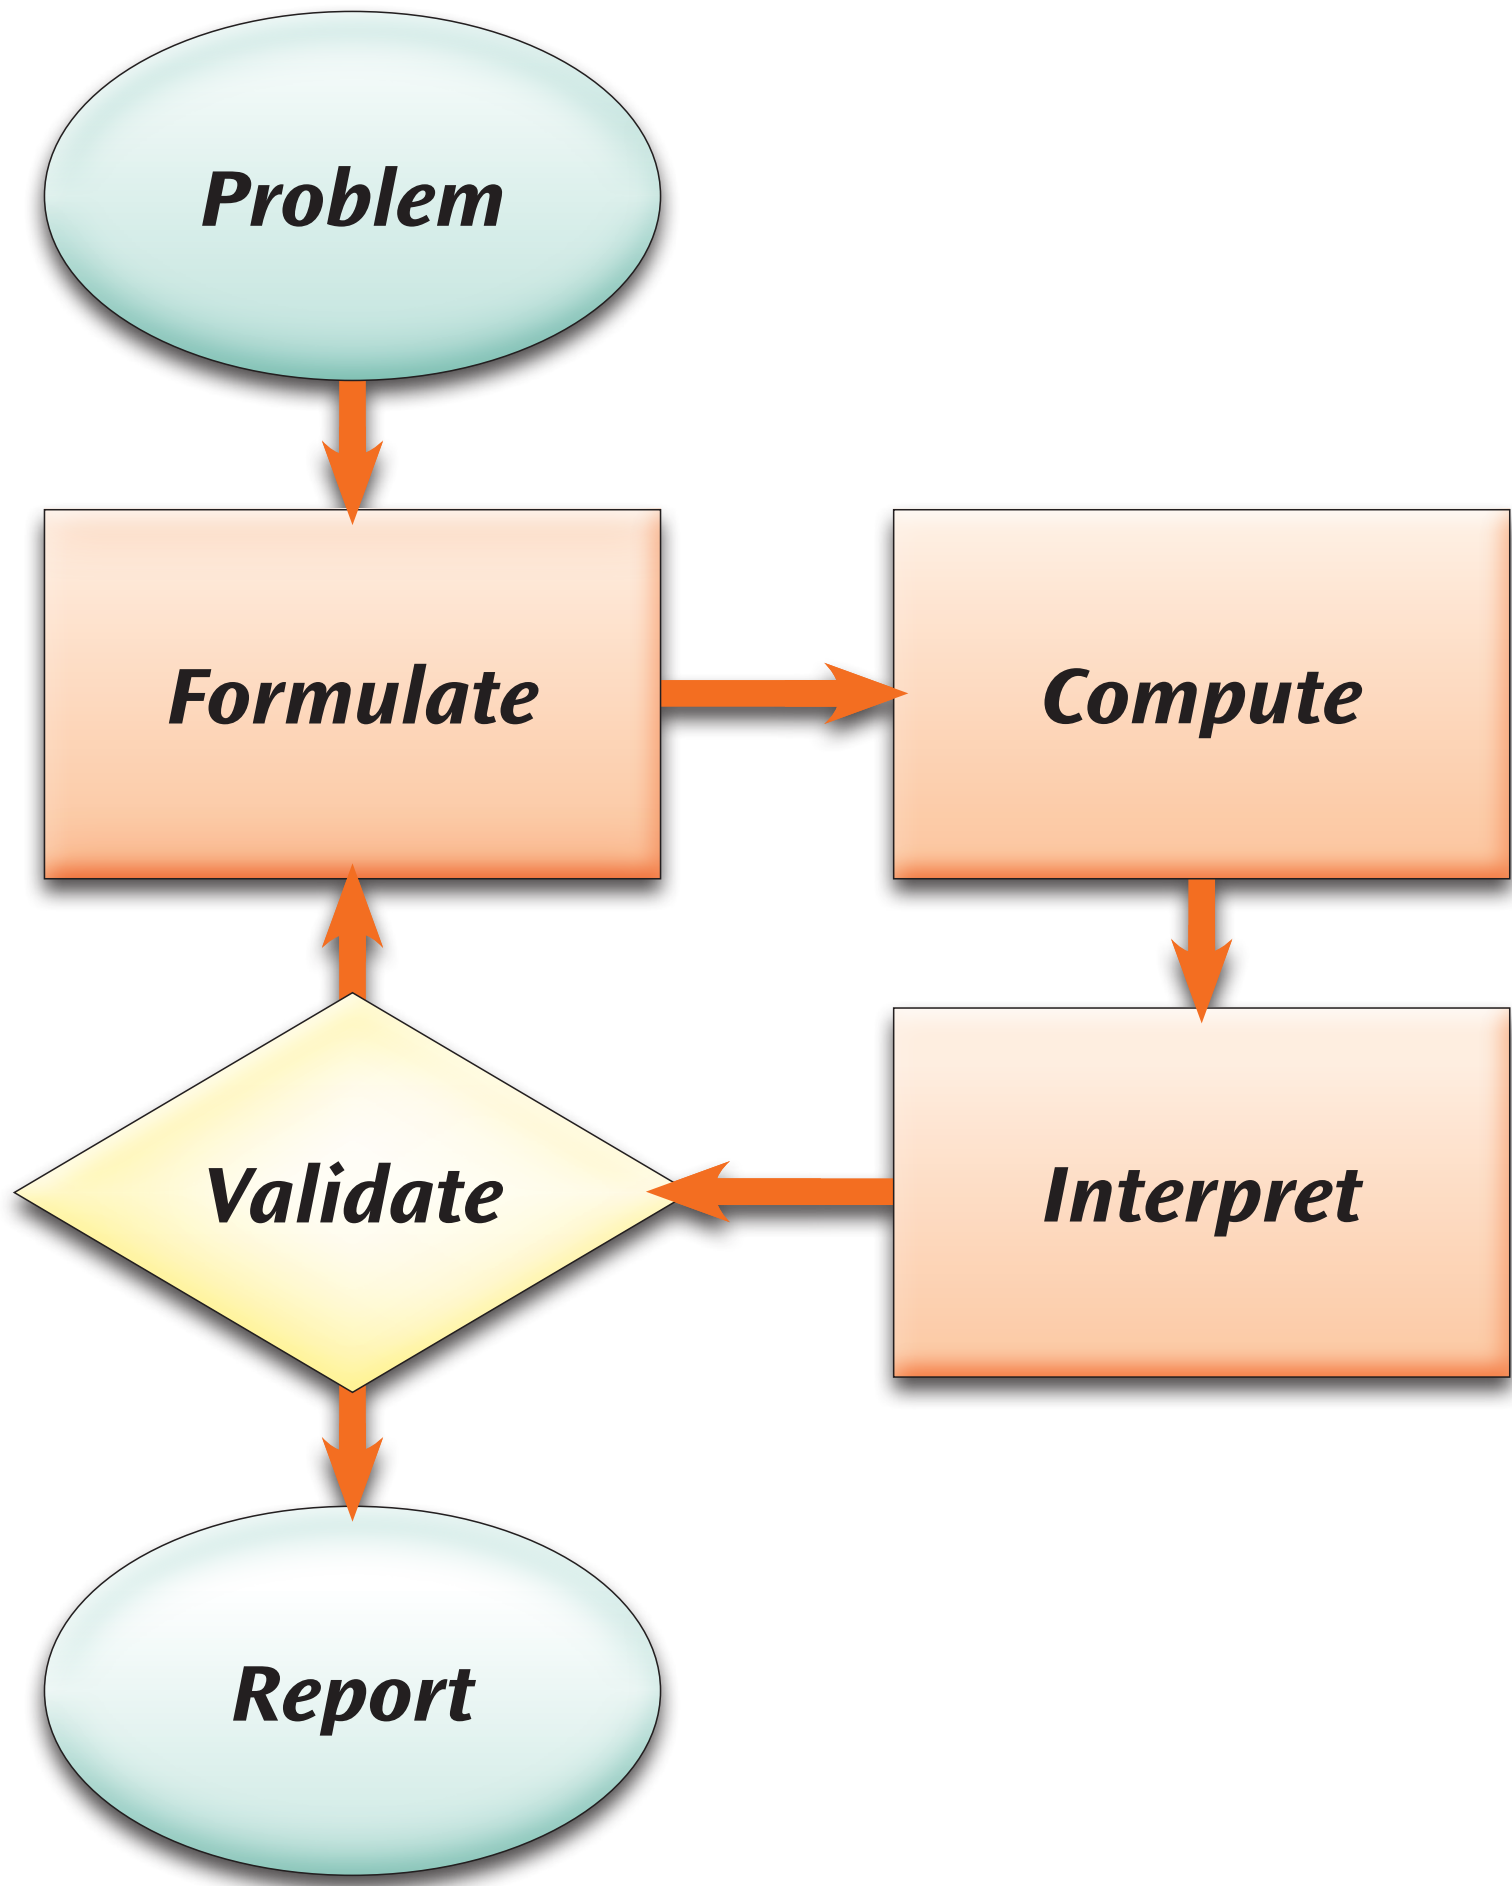 Problem
Formulate
Compute
Validate
Interpret
Report